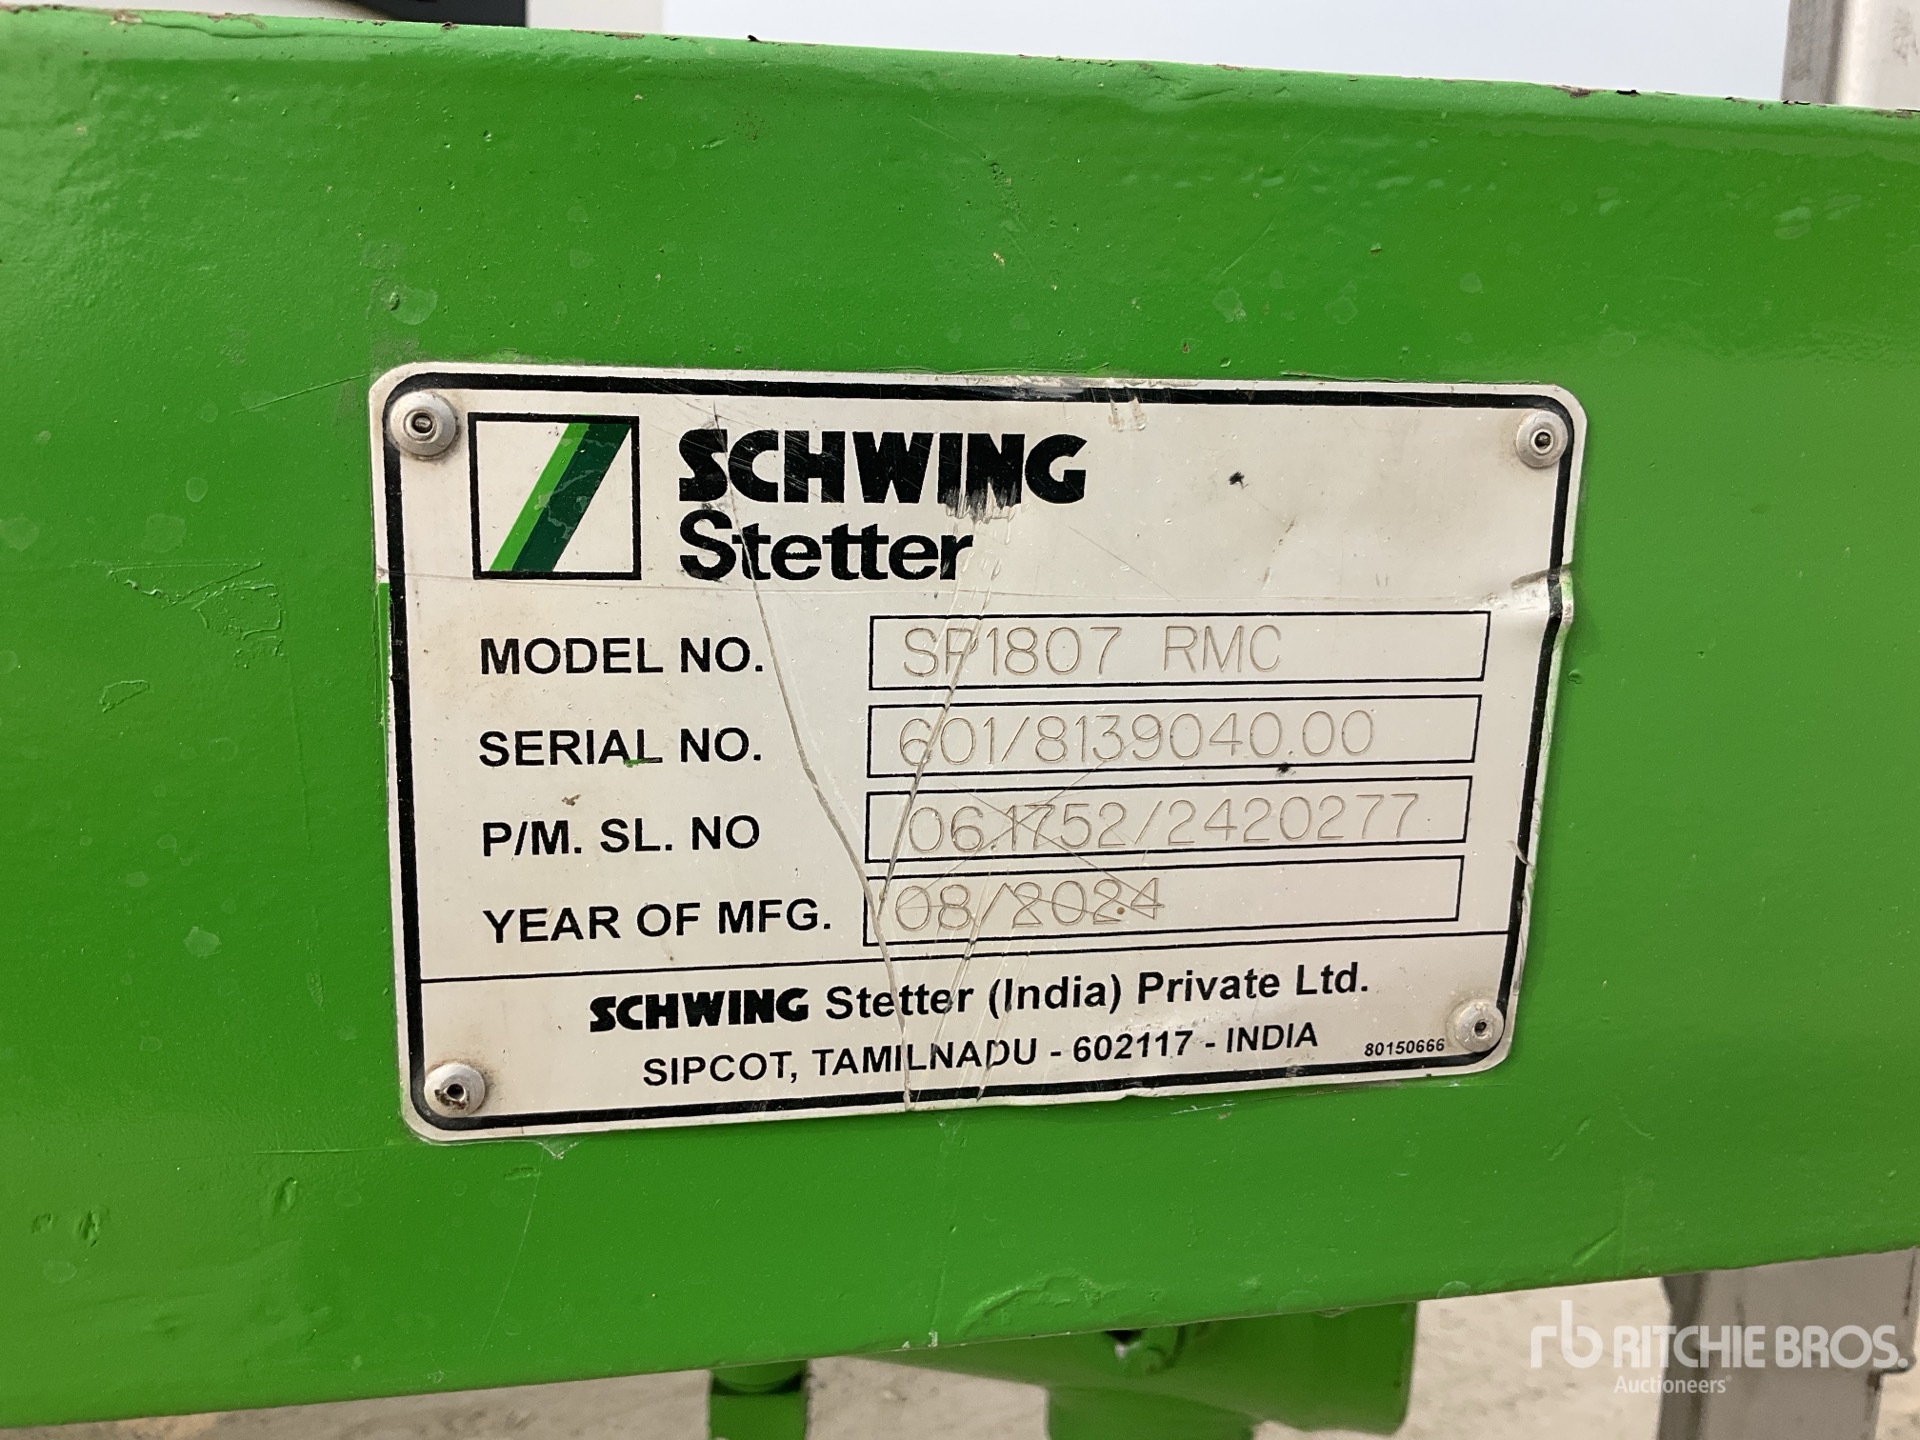 SCHWING
Stetter
MODEL NO. SP1807 RMC
SERIAL NO. 601/8139040.00
P/M. SL. NO 06.1752/2420277
YEAR OF MFG. 08/2024
SCHWING Stetter (India) Private Ltd.
SIPCOT, TAMILNADU - 602117 - INDIA 80150666
rb RITCHIE BROS.
Auctioneers